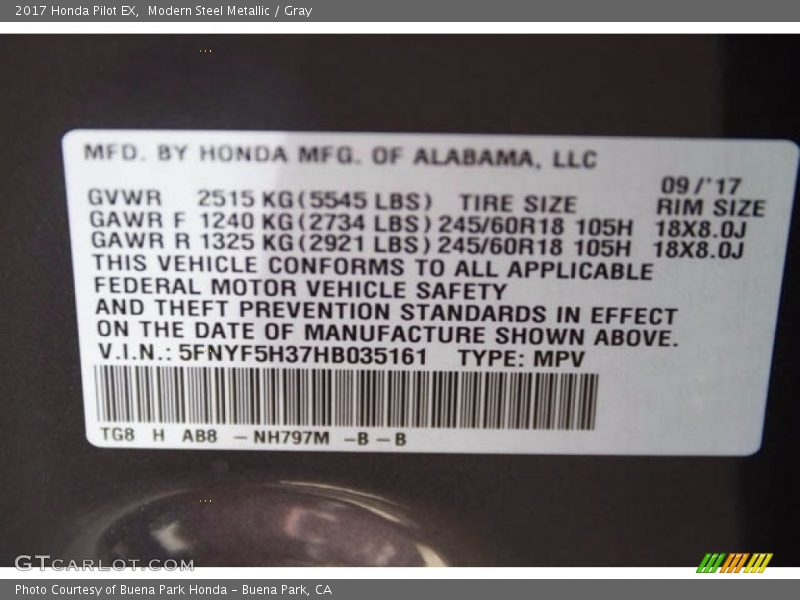 2017 Honda Pilot EX,  Modern Steel Metallic / Gray
MFD. BY HONDA MFG. OF ALABAMA, LLC
09/'17
GVWR 2515 KG (5545 LBS) TIRE SIZE RIM SIZE
GAWR F 1240 KG (2734 LBS) 245/60R18 105H 18X8.0J
GAWR R 1325 KG (2921 LBS) 245/60R18 105H 18X8.0J
THIS VEHICLE CONFORMS TO ALL APPLICABLE
FEDERAL MOTOR VEHICLE SAFETY
AND THEFT PREVENTION STANDARDS IN EFFECT
ON THE DATE OF MANUFACTURE SHOWN ABOVE.
V.I.N.: 5FNYF5H37HB035161 TYPE: MPV
TG8 H AB8 – NH797M – B – B
GTCARLOT.COM
Photo Courtesy of Buena Park Honda – Buena Park, CA